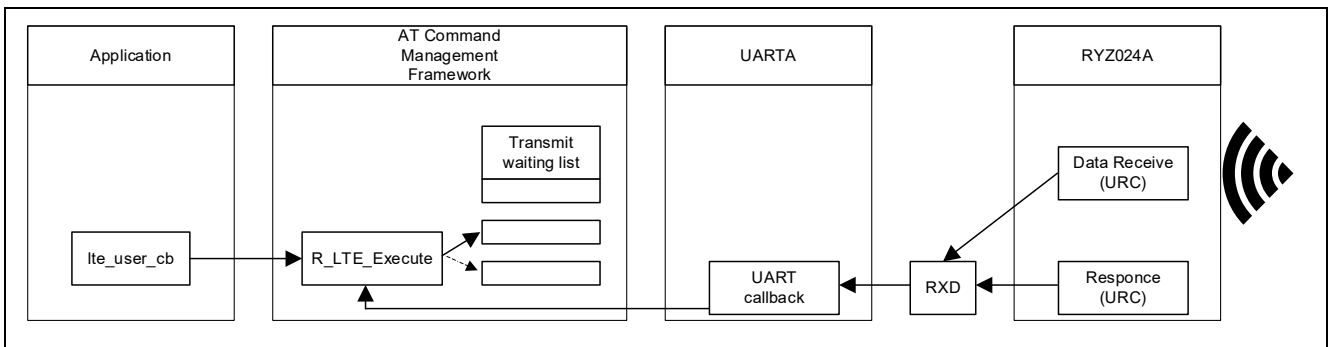 Application
AT Command
Management
Framework
UARTA
RYZ024A
Transmit
waiting list
Data Receive
(URC)
lte_user_cb
R_LTE_Execute
UART
callback
RXD
Responce
(URC)